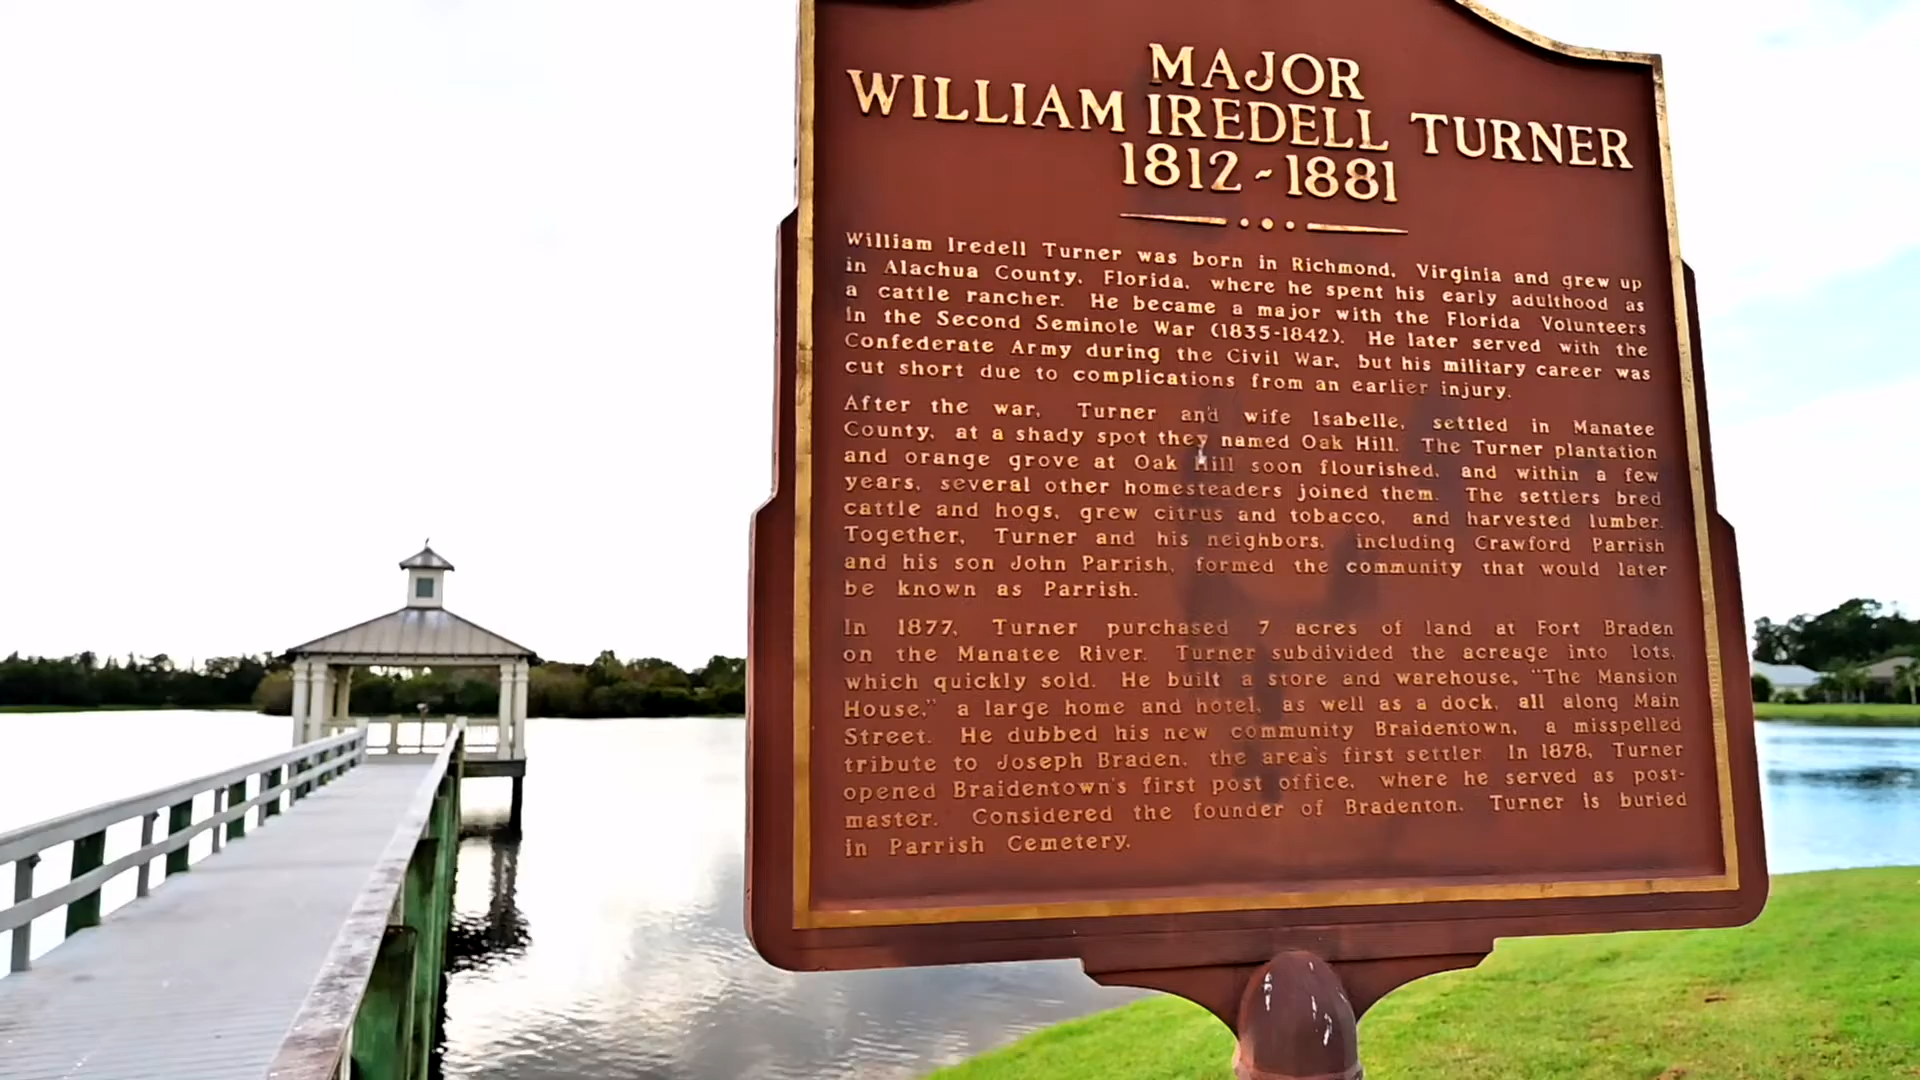 MAJOR
WILLIAM IREDELL TURNER
1812 - 1881
William Iredell Turner was born in Richmond, Virginia and grew up
in Alachua County, Florida, where he spent his early adulthood as
a cattle rancher. He became a major with the Florida Volunteers
in the Second Seminole War (1835-1842). He later served with the
Confederate Army during the Civil War, but his military career was
cut short due to complications from an earlier injury.
After the war, Turner and wife Isabelle, settled in Manatee
County, at a shady spot they named Oak Hill. The Turner plantation
and orange grove at Oak Hill soon flourished, and within a few
years, several other homesteaders joined them. The settlers bred
cattle and hogs, grew citrus and tobacco, and harvested lumber.
Together, Turner and his neighbors, including Crawford Parrish
and his son John Parrish, formed the community that would later
be known as Parrish.
In 1877, Turner purchased 7 acres of land at Fort Braden
on the Manatee River. Turner subdivided the acreage into lots,
which quickly sold. He built a store and warehouse, "The Mansion
House," a large home and hotel, as well as a dock, all along Main
Street. He dubbed his new community Braidentown, a misspelled
tribute to Joseph Braden, the area's first settler. In 1878, Turner
opened Braidentown's first post office, where he served as post-
master. Considered the founder of Bradenton, Turner is buried
in Parrish Cemetery.